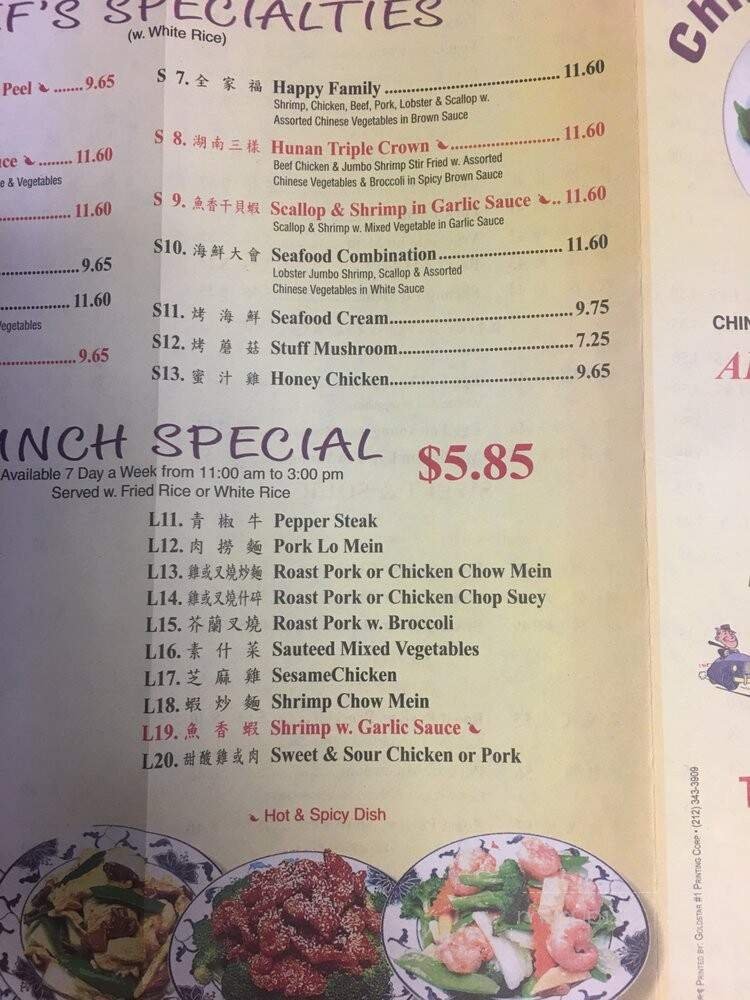 EF'S SPECIALTIES
(w. White Rice)
Peel ....... 9.65
ce ........ 11.60
e & Vegetables
................ 11.60
................ 9.65
................ 11.60
Vegetables
................ 9.65
S 7. 全家福 Happy Family ........................................ 11.60
Shrimp, Chicken, Beef, Pork, Lobster & Scallop w.
Assorted Chinese Vegetables in Brown Sauce
S 8. 湖南三樣 Hunan Triple Crown ........................... 11.60
Beef Chicken & Jumbo Shrimp Stir Fried w. Assorted
Chinese Vegetables & Broccoli in Spicy Brown Sauce
S 9. 魚香干貝蝦 Scallop & Shrimp in Garlic Sauce .. 11.60
Scallop & Shrimp w. Mixed Vegetable in Garlic Sauce
S10. 海鮮大會 Seafood Combination........................... 11.60
Lobster Jumbo Shrimp, Scallop & Assorted
Chinese Vegetables in White Sauce
S11. 烤海鮮 Seafood Cream........................................ 9.75
S12. 烤蘑菇 Stuff Mushroom...................................... 7.25
S13. 蜜汁雞 Honey Chicken........................................ 9.65
UNCH SPECIAL $5.85
Available 7 Day a Week from 11:00 am to 3:00 pm
Served w. Fried Rice or White Rice
L11. 青椒牛 Pepper Steak
L12. 肉撈麵 Pork Lo Mein
L13. 雞或叉燒炒麵 Roast Pork or Chicken Chow Mein
L14. 雞或叉燒什碎 Roast Pork or Chicken Chop Suey
L15. 芥蘭叉燒 Roast Pork w. Broccoli
L16. 素什菜 Sauteed Mixed Vegetables
L17. 芝麻雞 SesameChicken
L18. 蝦炒麵 Shrimp Chow Mein
L19. 魚香蝦 Shrimp w. Garlic Sauce
L20. 甜酸雞或肉 Sweet & Sour Chicken or Pork
Hot & Spicy Dish
Chi
CHIN
PRINTED BY: GOLDSTAR #1 PRINTING CORP • (212) 343-3909